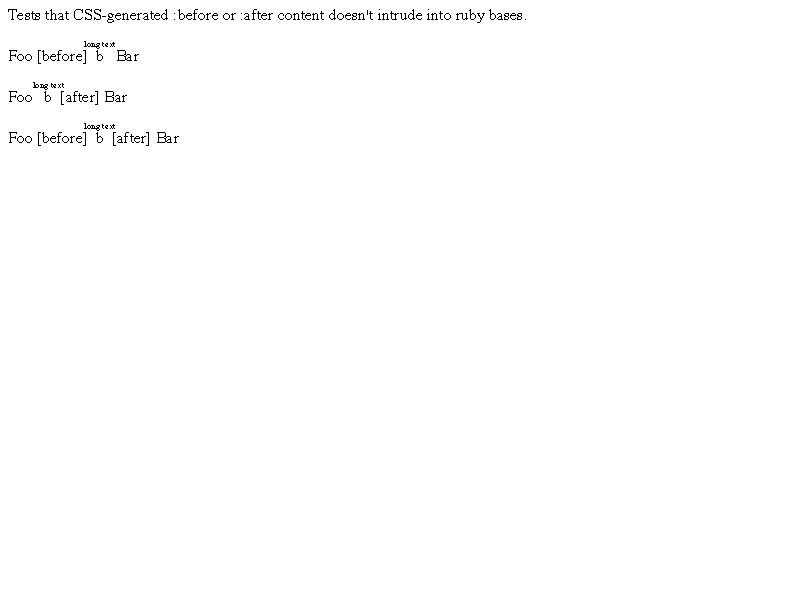 Tests that CSS-generated :before or :after content doesn't intrude into ruby bases.
long text
Foo [before] b Bar
long text
Foo b [after] Bar
long text
Foo [before] b [after] Bar